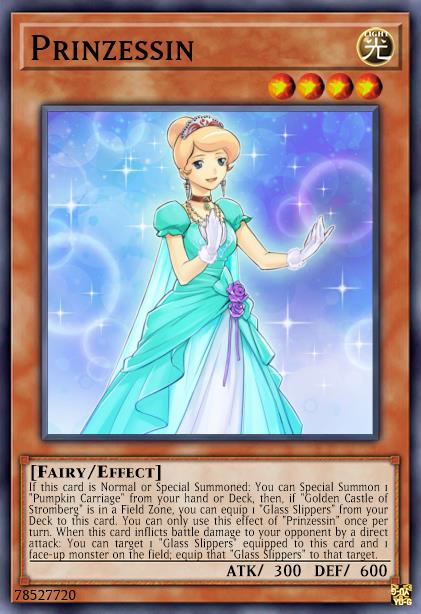 PRINZESSIN
LIGHT
光
[FAIRY/EFFECT]
If this card is Normal or Special Summoned: You can Special Summon 1
"Pumpkin Carriage" from your hand or Deck, then, if "Golden Castle of
Stromberg" is in a Field Zone, you can equip 1 "Glass Slippers" from your
Deck to this card. You can only use this effect of "Prinzessin" once per
turn. When this card inflicts battle damage to your opponent by a direct
attack: You can target 1 "Glass Slippers" equipped to this card and 1
face-up monster on the field; equip that "Glass Slippers" to that target.
ATK/ 300 DEF/ 600
78527720